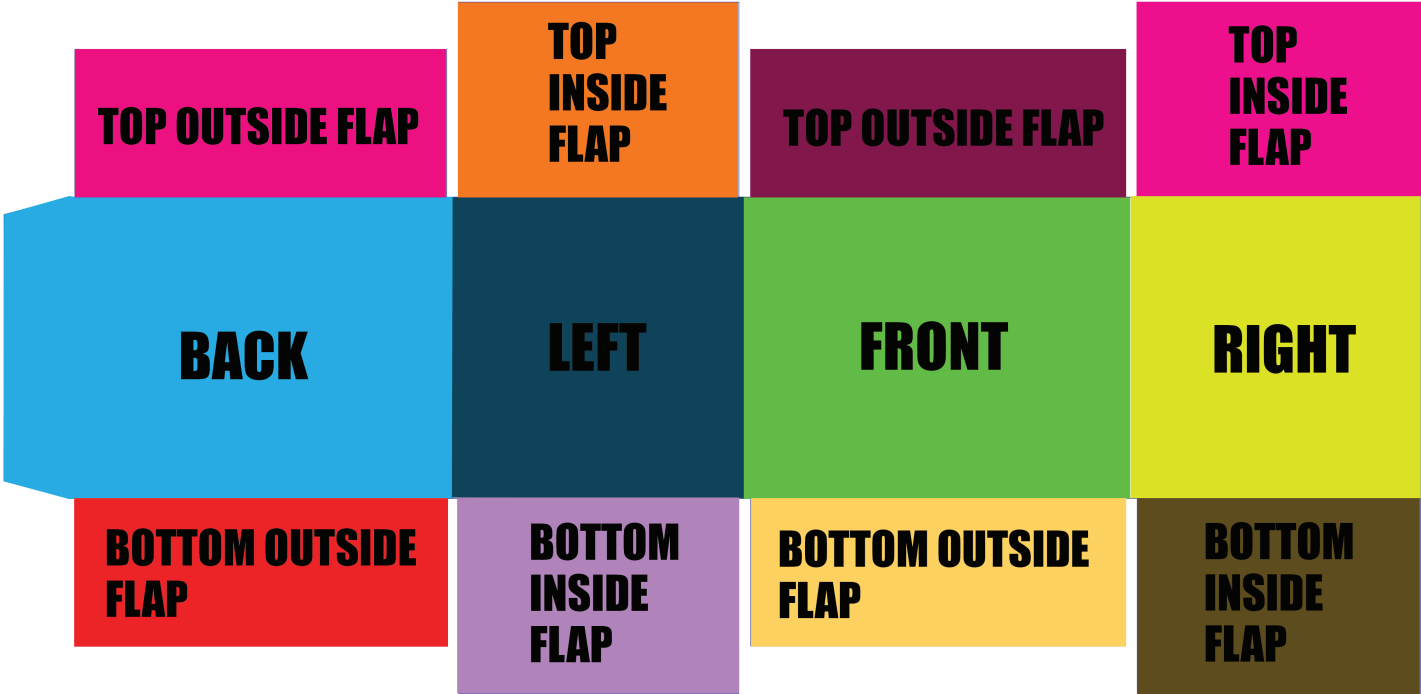 TOP OUTSIDE FLAP
TOP
INSIDE
FLAP
TOP OUTSIDE FLAP
TOP
INSIDE
FLAP
BACK
LEFT
FRONT
RIGHT
BOTTOM OUTSIDE
FLAP
BOTTOM
INSIDE
FLAP
BOTTOM OUTSIDE
FLAP
BOTTOM
INSIDE
FLAP